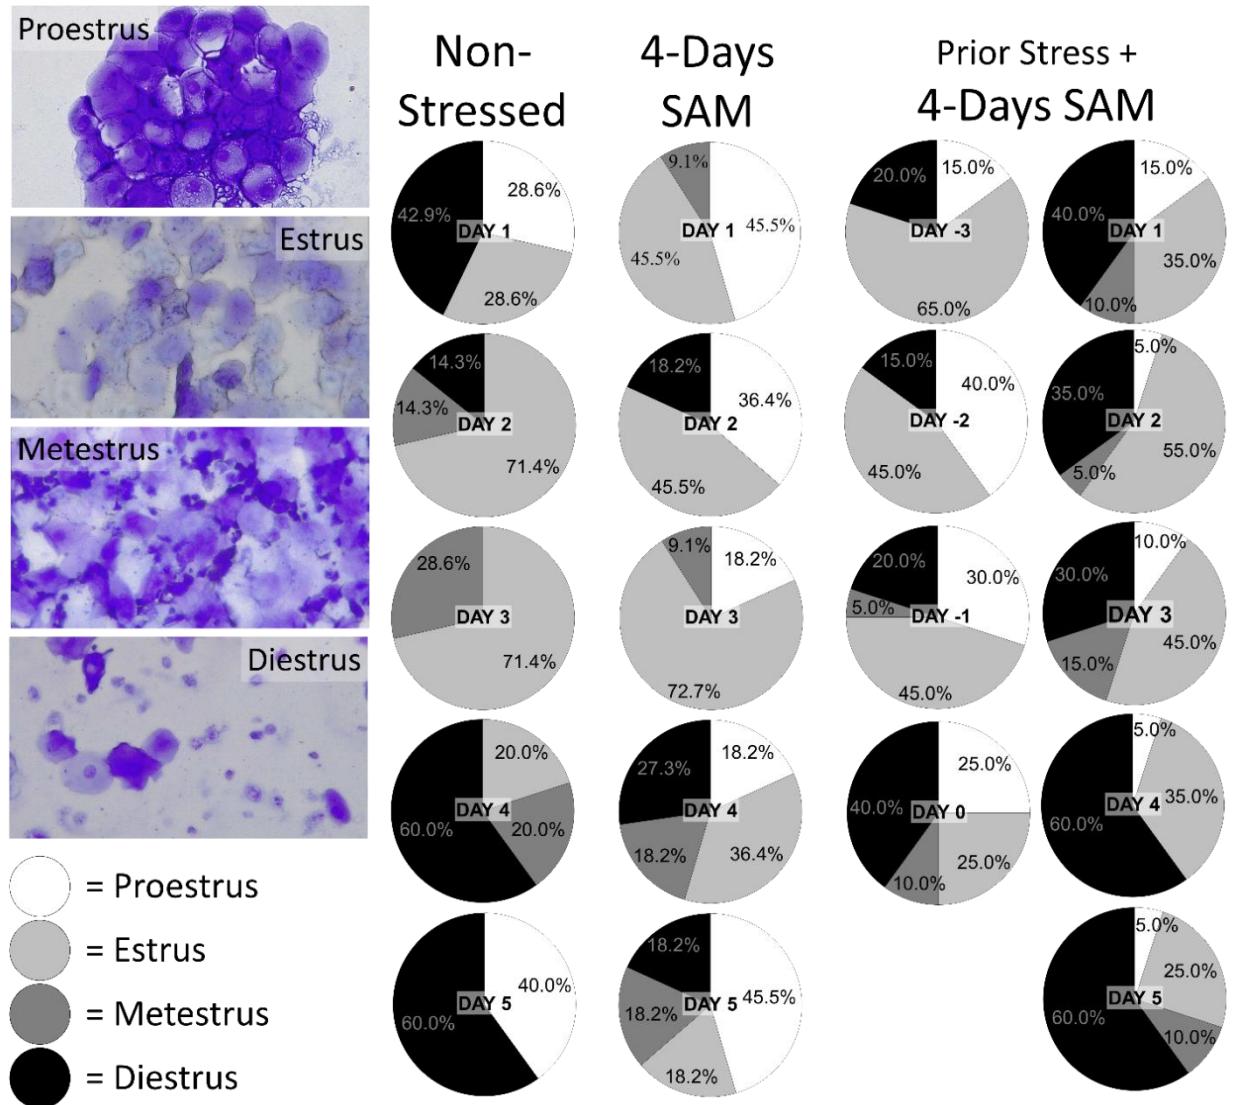 Proestrus
Estrus
Metestrus
Diestrus
= Proestrus
= Estrus
= Metestrus
= Diestrus
Non-
Stressed
28.6%
42.9%
DAY 1
28.6%
14.3%
14.3%
DAY 2
71.4%
28.6%
DAY 3
71.4%
20.0%
DAY 4
60.0%
20.0%
40.0%
DAY 5
60.0%
4-Days
SAM
9.1%
DAY 1
45.5%
45.5%
18.2%
36.4%
DAY 2
45.5%
9.1%
18.2%
DAY 3
72.7%
18.2%
27.3%
DAY 4
18.2%
36.4%
18.2%
45.5%
DAY 5
18.2%
18.2%
Prior Stress +
4-Days SAM
15.0%
20.0%
DAY -3
65.0%
15.0%
40.0%
DAY -2
45.0%
20.0%
30.0%
5.0%
DAY -1
45.0%
25.0%
40.0%
DAY 0
10.0%
25.0%
15.0%
40.0%
DAY 1
35.0%
10.0%
5.0%
35.0%
DAY 2
55.0%
5.0%
10.0%
30.0%
DAY 3
45.0%
15.0%
5.0%
DAY 4
35.0%
60.0%
5.0%
25.0%
DAY 5
60.0%
10.0%